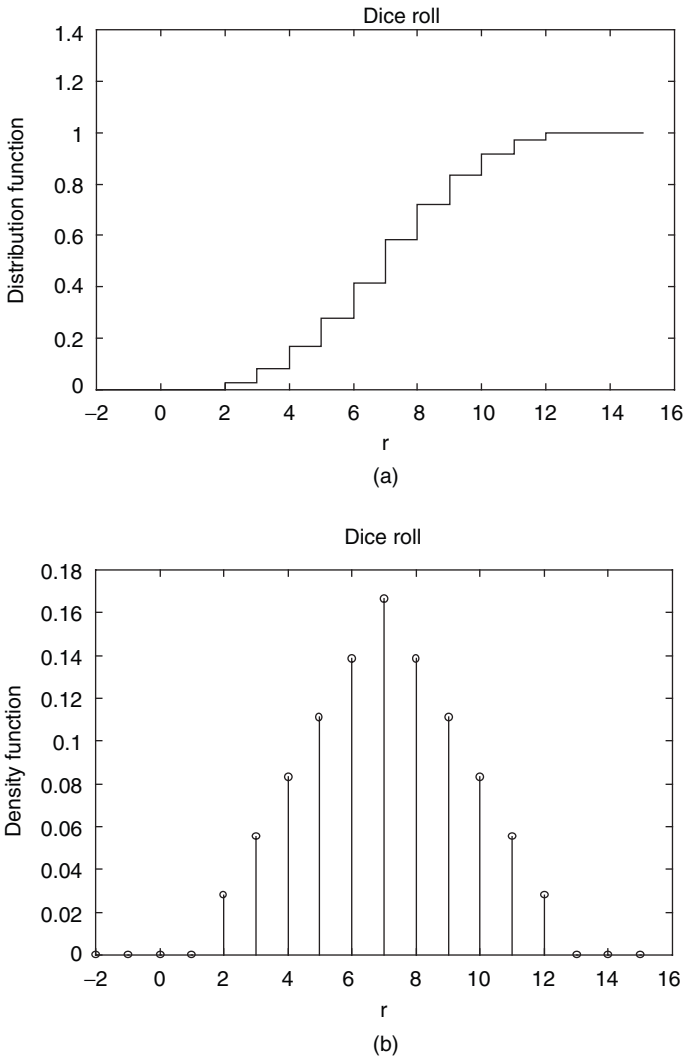 Dice roll
1.4
1.2
1
0.8
0.6
0.4
0.2
0
Distribution function
−2 0 2 4 6 8 10 12 14 16
r
(a)
Dice roll
0.18
0.16
0.14
0.12
0.1
0.08
0.06
0.04
0.02
0
Density function
−2 0 2 4 6 8 10 12 14 16
r
(b)